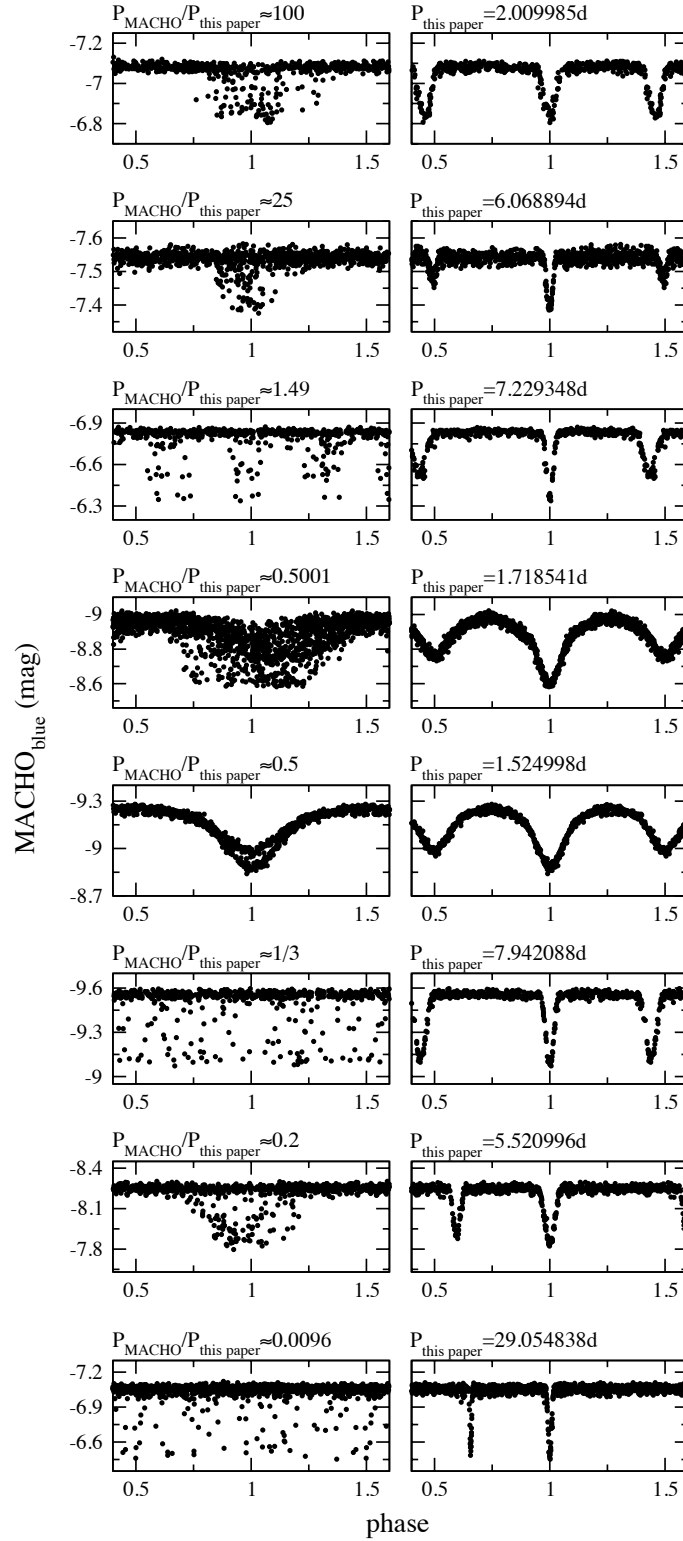 P_MACHO/P_this paper≈100 P_this paper=2.009985d
-7.2
-7
-6.8
0.5 1 1.5 0.5 1 1.5
P_MACHO/P_this paper≈25 P_this paper=6.068894d
-7.6
-7.5
-7.4
0.5 1 1.5 0.5 1 1.5
P_MACHO/P_this paper≈1.49 P_this paper=7.229348d
-6.9
-6.6
-6.3
0.5 1 1.5 0.5 1 1.5
P_MACHO/P_this paper≈0.5001 P_this paper=1.718541d
-9
-8.8
-8.6
0.5 1 1.5 0.5 1 1.5
MACHO_blue (mag)
P_MACHO/P_this paper≈0.5 P_this paper=1.524998d
-9.3
-9
-8.7
0.5 1 1.5 0.5 1 1.5
P_MACHO/P_this paper≈1/3 P_this paper=7.942088d
-9.6
-9.3
-9
0.5 1 1.5 0.5 1 1.5
P_MACHO/P_this paper≈0.2 P_this paper=5.520996d
-8.4
-8.1
-7.8
0.5 1 1.5 0.5 1 1.5
P_MACHO/P_this paper≈0.0096 P_this paper=29.054838d
-7.2
-6.9
-6.6
0.5 1 1.5 0.5 1 1.5
phase